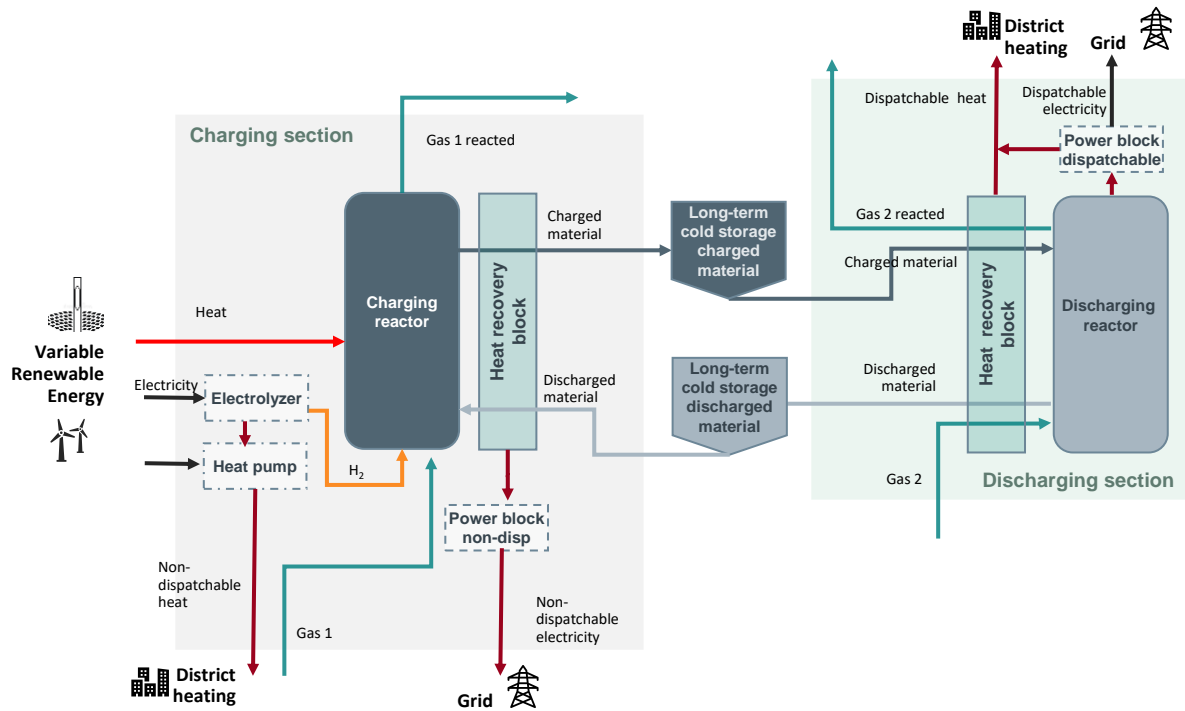 District
heating
Grid
Dispatchable heat
Dispatchable
electricity
Charging section
Gas 1 reacted
Power block
dispatchable
Charged
material
Long-term
cold storage
charged
material
Gas 2 reacted
Charged material
Heat recovery
block
Charging
reactor
Heat recovery
block
Discharging
reactor
Heat
Variable
Renewable
Energy
Electricity
Electrolyzer
Heat pump
H2
Discharged
material
Long-term
cold storage
discharged
material
Discharged
material
Gas 2
Discharging section
Power block
non-disp
Non-
dispatchable
heat
Gas 1
Non-
dispatchable
electricity
District
heating
Grid